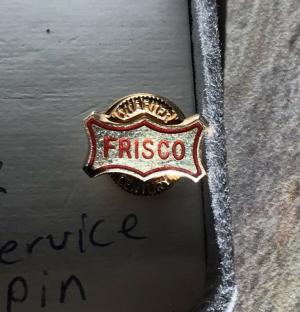 QUARTER
FRISCO
CENTURY
ervice
pin